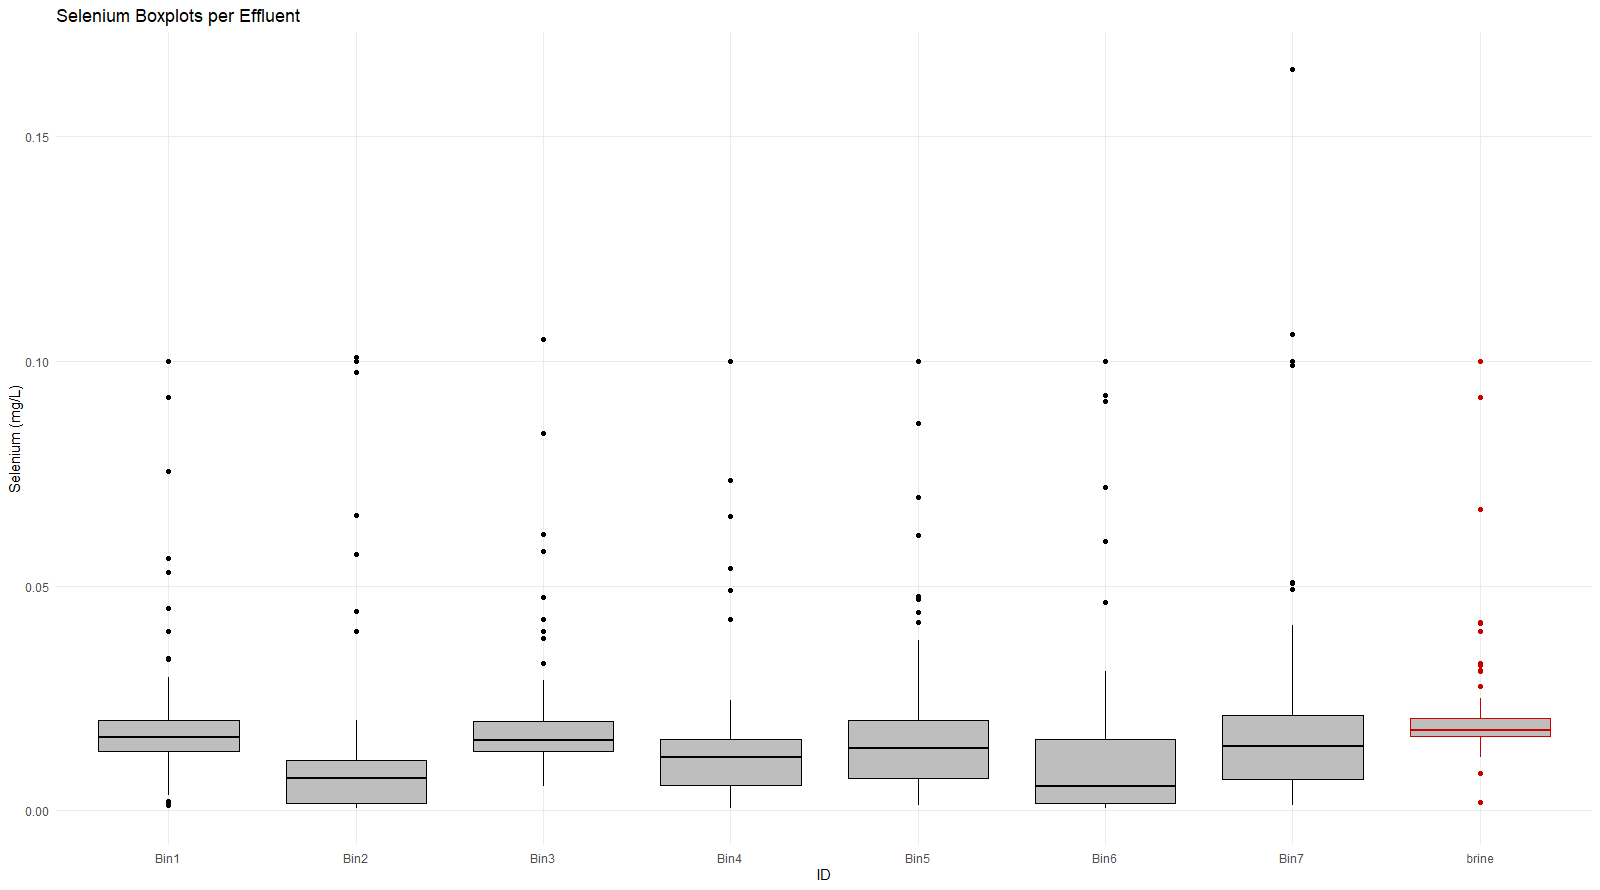 Selenium Boxplots per Effluent
Selenium (mg/L)
0.15
0.10
0.05
0.00
Bin1 Bin2 Bin3 Bin4 Bin5 Bin6 Bin7 brine
ID